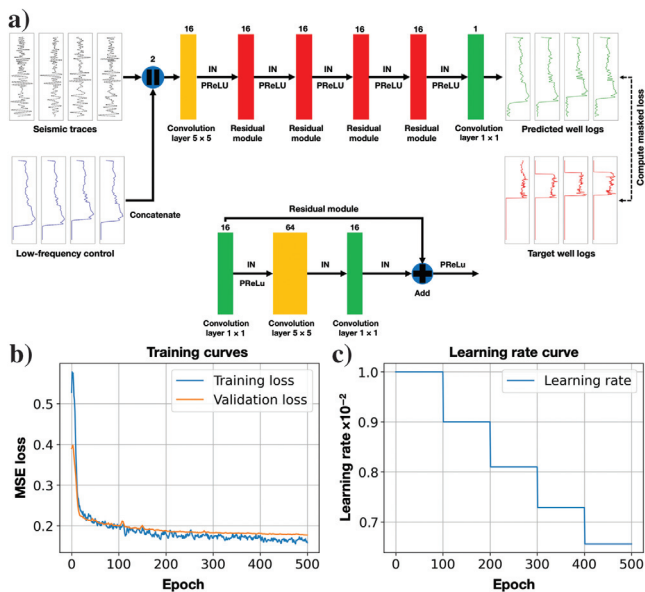 a)
16 16 16 16 16 1
2
IN IN IN IN IN
PReLU PReLU PReLU PReLU PReLU
Seismic traces
Convolution layer 5 × 5
Residual module
Residual module
Residual module
Residual module
Convolution layer 1 × 1
Predicted well logs
Compute masked loss
Concatenate
Low-frequency control
Target well logs
Residual module
16 64 16
IN IN IN PReLu
PReLu
Add
Convolution layer 1 × 1
Convolution layer 5 × 5
Convolution layer 1 × 1
b)
Training curves
Training loss
Validation loss
MSE loss
0.5
0.4
0.3
0.2
0 100 200 300 400 500
Epoch
c)
Learning rate curve
Learning rate
Learning rate ×10⁻²
1.0
0.9
0.8
0.7
0 100 200 300 400 500
Epoch